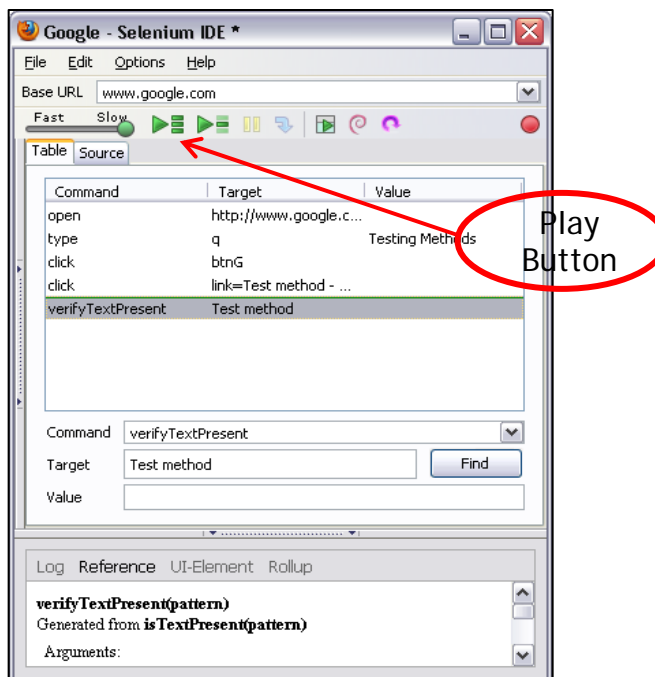 Google - Selenium IDE *
File Edit Options Help
Base URL www.google.com
Fast Slow
Table Source
Command Target Value
open http://www.google.c...
type q Testing Methods
click btnG
click link=Test method - ...
verifyTextPresent Test method
Play
Button
Command verifyTextPresent
Target Test method Find
Value
Log Reference UI-Element Rollup
verifyTextPresent(pattern)
Generated from isTextPresent(pattern)
Arguments: